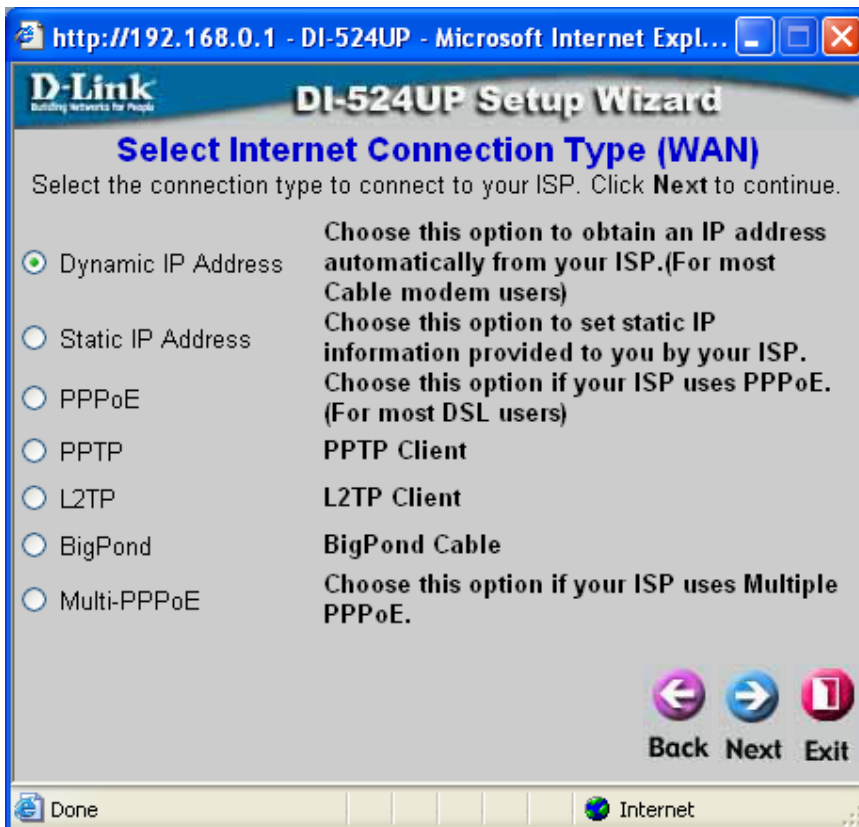 http://192.168.0.1 - DI-524UP - Microsoft Internet Expl...
D-Link
Building Networks for People
DI-524UP Setup Wizard
Select Internet Connection Type (WAN)
Select the connection type to connect to your ISP. Click Next to continue.
Dynamic IP Address
Choose this option to obtain an IP address
automatically from your ISP.(For most
Cable modem users)
Static IP Address
Choose this option to set static IP
information provided to you by your ISP.
PPPoE
Choose this option if your ISP uses PPPoE.
(For most DSL users)
PPTP
PPTP Client
L2TP
L2TP Client
BigPond
BigPond Cable
Multi-PPPoE
Choose this option if your ISP uses Multiple
PPPoE.
Back Next Exit
Done
Internet